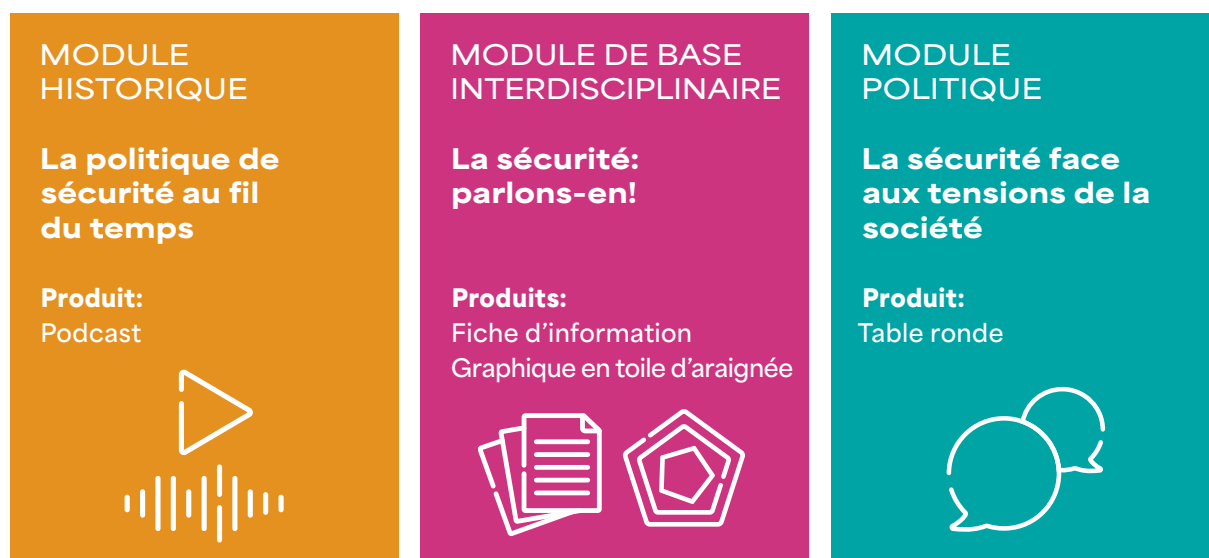 MODULE
HISTORIQUE
La politique de
sécurité au fil
du temps
Produit:
Podcast
MODULE DE BASE
INTERDISCIPLINAIRE
La sécurité:
parlons-en!
Produits:
Fiche d’information
Graphique en toile d’araignée
MODULE
POLITIQUE
La sécurité face
aux tensions de la
société
Produit:
Table ronde